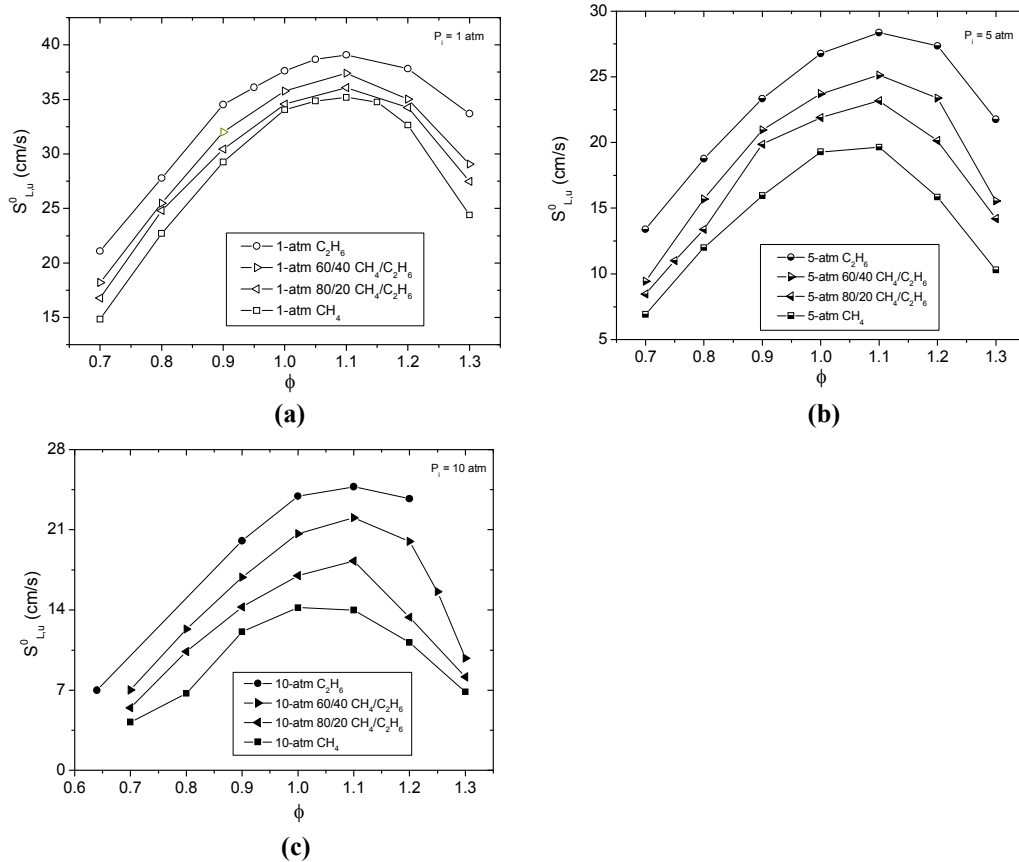 P_i = 1 atm
40
35
30
25
20
15
S⁰_L,u (cm/s)
1-atm C₂H₆
1-atm 60/40 CH₄/C₂H₆
1-atm 80/20 CH₄/C₂H₆
1-atm CH₄
0.7 0.8 0.9 1.0 1.1 1.2 1.3
ϕ
(a)
P_i = 5 atm
30
25
20
15
10
5
S⁰_L,u (cm/s)
5-atm C₂H₆
5-atm 60/40 CH₄/C₂H₆
5-atm 80/20 CH₄/C₂H₆
5-atm CH₄
0.7 0.8 0.9 1.0 1.1 1.2 1.3
ϕ
(b)
P_i = 10 atm
28
21
14
7
0
S⁰_L,u (cm/s)
10-atm C₂H₆
10-atm 60/40 CH₄/C₂H₆
10-atm 80/20 CH₄/C₂H₆
10-atm CH₄
0.6 0.7 0.8 0.9 1.0 1.1 1.2 1.3
ϕ
(c)